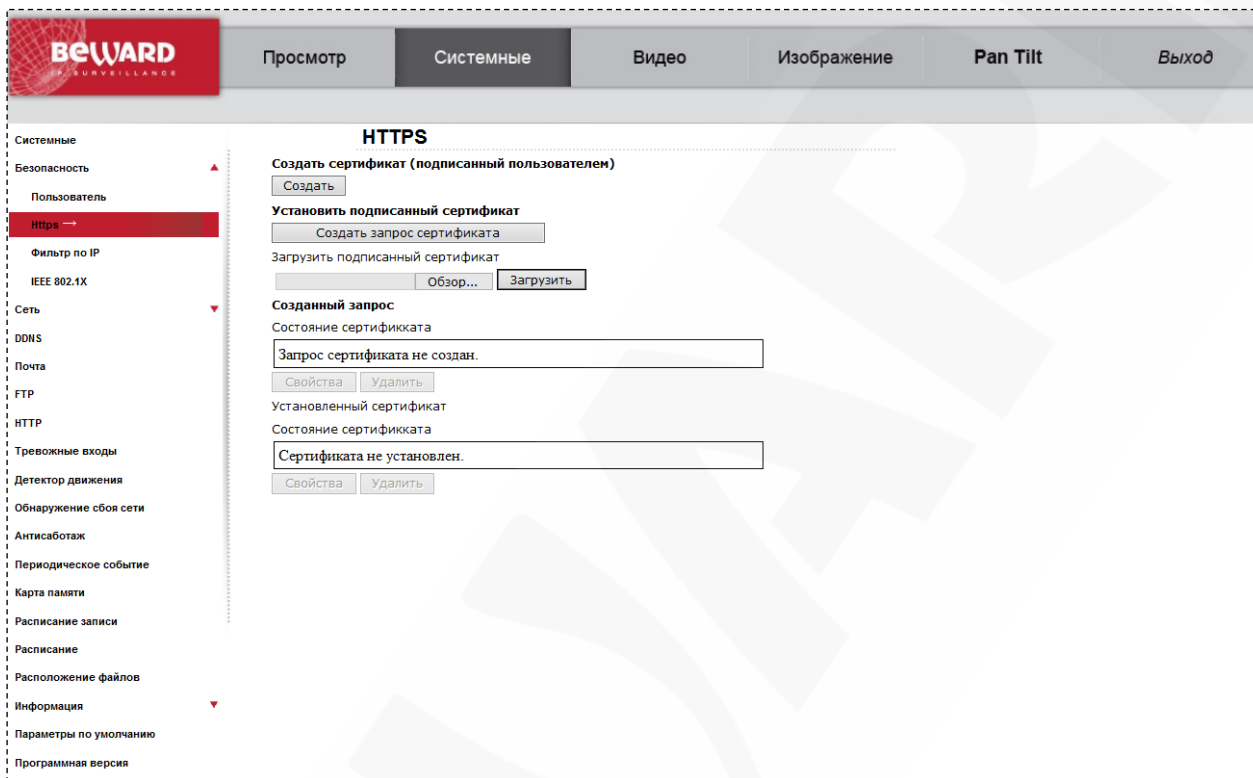 BEWARD
IP SURVEILLANCE
Просмотр
Системные
Видео
Изображение
Pan Tilt
Выход
Системные
Безопасность
Пользователь
Https →
Фильтр по IP
IEEE 802.1X
Сеть
DDNS
Почта
FTP
HTTP
Тревожные входы
Детектор движения
Обнаружение сбоя сети
Антисаботаж
Периодическое событие
Карта памяти
Расписание записи
Расписание
Расположение файлов
Информация
Параметры по умолчанию
Программная версия
HTTPS
Создать сертификат (подписанный пользователем)
Создать
Установить подписанный сертификат
Создать запрос сертификата
Загрузить подписанный сертификат
Обзор... Загрузить
Созданный запрос
Состояние сертификката
Запрос сертификата не создан.
Свойства Удалить
Установленный сертификат
Состояние сертификката
Сертификата не установлен.
Свойства Удалить